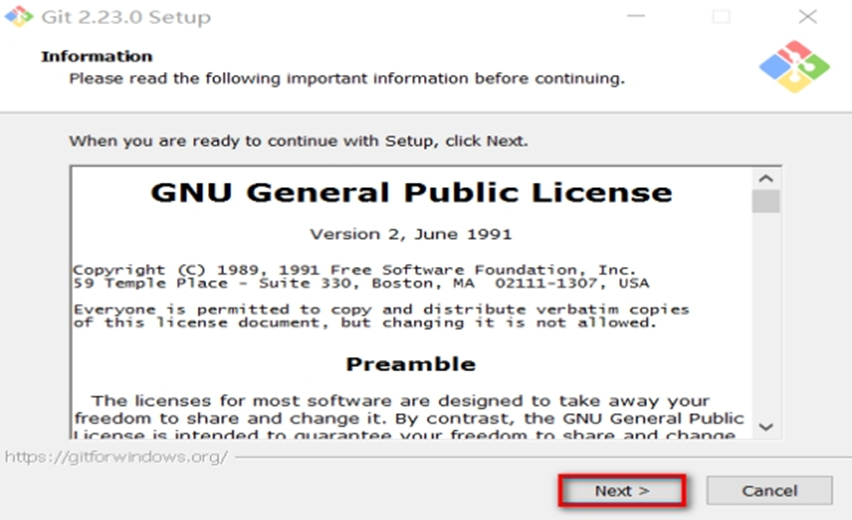 Git 2.23.0 Setup
Information
Please read the following important information before continuing.
When you are ready to continue with Setup, click Next.
GNU General Public License
Version 2, June 1991
Copyright (C) 1989, 1991 Free Software Foundation, Inc.
59 Temple Place - Suite 330, Boston, MA  02111-1307, USA
Everyone is permitted to copy and distribute verbatim copies
of this license document, but changing it is not allowed.
Preamble
The licenses for most software are designed to take away your
freedom to share and change it. By contrast, the GNU General Public
License is intended to guarantee your freedom to share and change
https://gitforwindows.org/
Next >
Cancel